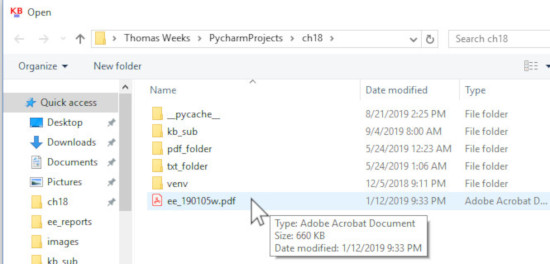 KB Open
Thomas Weeks > PycharmProjects > ch18
Search ch18
Organize
New folder
Name
Date modified
Type
Quick access
Desktop
Downloads
Documents
Pictures
ch18
ee_reports
images
kb_sub
__pycache__ 8/21/2019 2:25 PM File folder
kb_sub 9/4/2019 8:00 AM File folder
pdf_folder 5/24/2019 12:23 AM File folder
txt_folder 5/24/2019 1:06 AM File folder
venv 12/5/2018 9:11 PM File folder
ee_190105w.pdf 1/12/2019 9:33 PM Adobe Acrobat D...
Type: Adobe Acrobat Document
Size: 660 KB
Date modified: 1/12/2019 9:33 PM